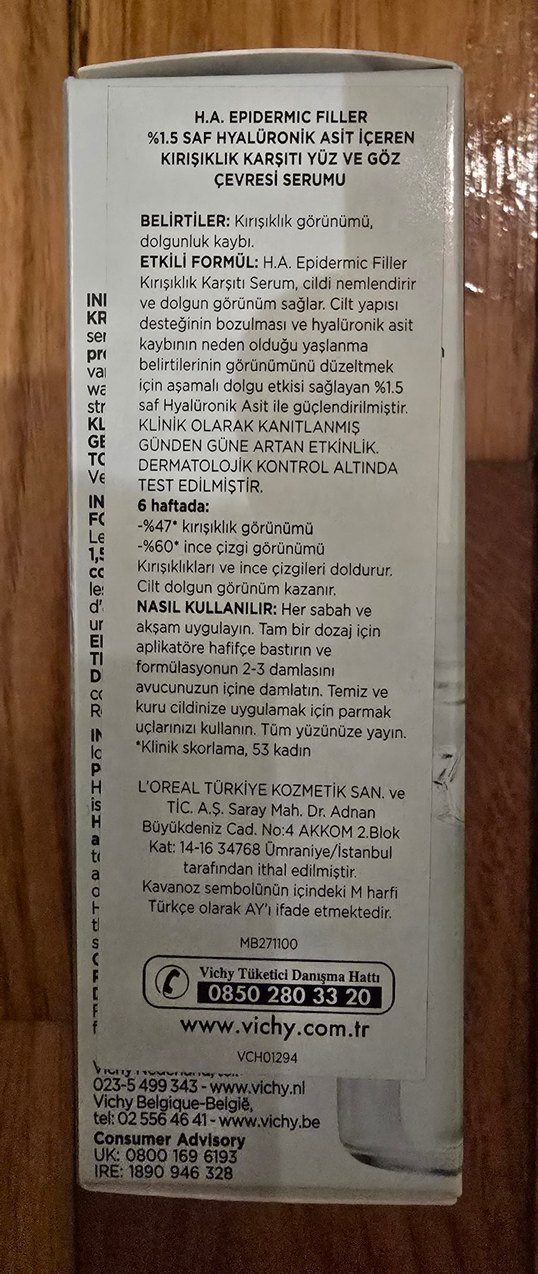 H.A. EPIDERMIC FILLER
%1.5 SAF HYALÜRONİK ASİT İÇEREN
KIRIŞIKLIK KARŞITI YÜZ VE GÖZ
ÇEVRESİ SERUMU
BELİRTİLER: Kırışıklık görünümü,
dolgunluk kaybı.
ETKİLİ FORMÜL: H.A. Epidermic Filler
Kırışıklık Karşıtı Serum, cildi nemlendirir
ve dolgun görünüm sağlar. Cilt yapısı
desteğinin bozulması ve hyalüronik asit
kaybının neden olduğu yaşlanma
belirtilerinin görünümünü düzeltmek
için aşamalı dolgu etkisi sağlayan %1.5
saf Hyalüronik Asit ile güçlendirilmiştir.
KLİNİK OLARAK KANITLANMIŞ
GÜNDEN GÜNE ARTAN ETKİNLİK.
DERMATOLOJİK KONTROL ALTINDA
TEST EDİLMİŞTİR.
6 haftada:
-%47* kırışıklık görünümü
-%60* ince çizgi görünümü
Kırışıklıkları ve ince çizgileri doldurur.
Cilt dolgun görünüm kazanır.
NASIL KULLANILIR: Her sabah ve
akşam uygulayın. Tam bir dozaj için
aplikatöre hafifçe bastırın ve
formülasyonun 2-3 damlasını
avucunuzun içine damlatın. Temiz ve
kuru cildinize uygulamak için parmak
uçlarınızı kullanın. Tüm yüzünüze yayın.
*Klinik skorlama, 53 kadın
L'OREAL TÜRKİYE KOZMETİK SAN. ve
TİC. A.Ş. Saray Mah. Dr. Adnan
Büyükdeniz Cad. No:4 AKKOM 2.Blok
Kat: 14-16 34768 Ümraniye/İstanbul
tarafından ithal edilmiştir.
Kavanoz sembolünün içindeki M harfi
Türkçe olarak AY'ı ifade etmektedir.
MB271100
Vichy Tüketici Danışma Hattı
0850 280 33 20
www.vichy.com.tr
VCH01294
023-5 499 343 - www.vichy.nl
Vichy Belgique-België,
tel: 02 556 46 41 - www.vichy.be
Consumer Advisory
UK: 0800 169 6193
IRE: 1890 946 328